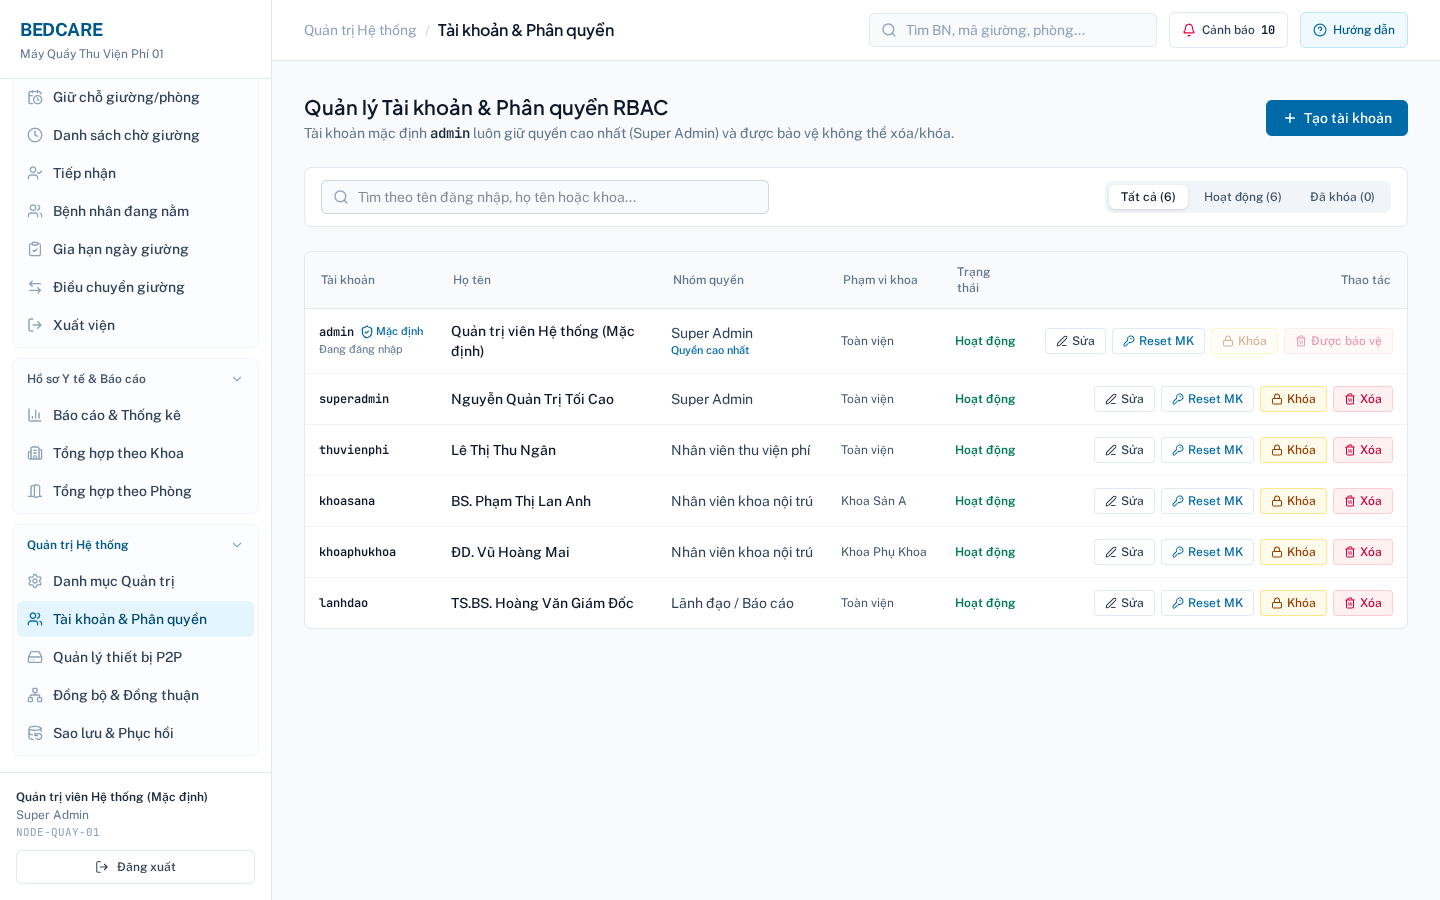 BEDCARE
Máy Quầy Thu Viện Phí 01
Giữ chỗ giường/phòng
Danh sách chờ giường
Tiếp nhận
Bệnh nhân đang nằm
Gia hạn ngày giường
Điều chuyển giường
Xuất viện
Hồ sơ Y tế & Báo cáo
Báo cáo & Thống kê
Tổng hợp theo Khoa
Tổng hợp theo Phòng
Quản trị Hệ thống
Danh mục Quản trị
Tài khoản & Phân quyền
Quản lý thiết bị P2P
Đồng bộ & Đồng thuận
Sao lưu & Phục hồi
Quản trị viên Hệ thống (Mặc định)
Super Admin
NODE-QUAY-01
Đăng xuất
Quản trị Hệ thống / Tài khoản & Phân quyền
Tìm BN, mã giường, phòng...
Cảnh báo 10
Hướng dẫn
Quản lý Tài khoản & Phân quyền RBAC
Tài khoản mặc định admin luôn giữ quyền cao nhất (Super Admin) và được bảo vệ không thể xóa/khóa.
Tạo tài khoản
Tìm theo tên đăng nhập, họ tên hoặc khoa...
Tất cả (6) Hoạt động (6) Đã khóa (0)
Tài khoản Họ tên Nhóm quyền Phạm vi khoa Trạng thái Thao tác
admin Mặc định Quản trị viên Hệ thống (Mặc định) Super Admin Toàn viện Hoạt động Sửa Reset MK Khóa Được bảo vệ
Đang đăng nhập Quyền cao nhất
superadmin Nguyễn Quản Trị Tối Cao Super Admin Toàn viện Hoạt động Sửa Reset MK Khóa Xóa
thuvienphi Lê Thị Thu Ngân Nhân viên thu viện phí Toàn viện Hoạt động Sửa Reset MK Khóa Xóa
khoasana BS. Phạm Thị Lan Anh Nhân viên khoa nội trú Khoa Sản A Hoạt động Sửa Reset MK Khóa Xóa
khoaphukhoa ĐD. Vũ Hoàng Mai Nhân viên khoa nội trú Khoa Phụ Khoa Hoạt động Sửa Reset MK Khóa Xóa
lanhdao TS.BS. Hoàng Văn Giám Đốc Lãnh đạo / Báo cáo Toàn viện Hoạt động Sửa Reset MK Khóa Xóa